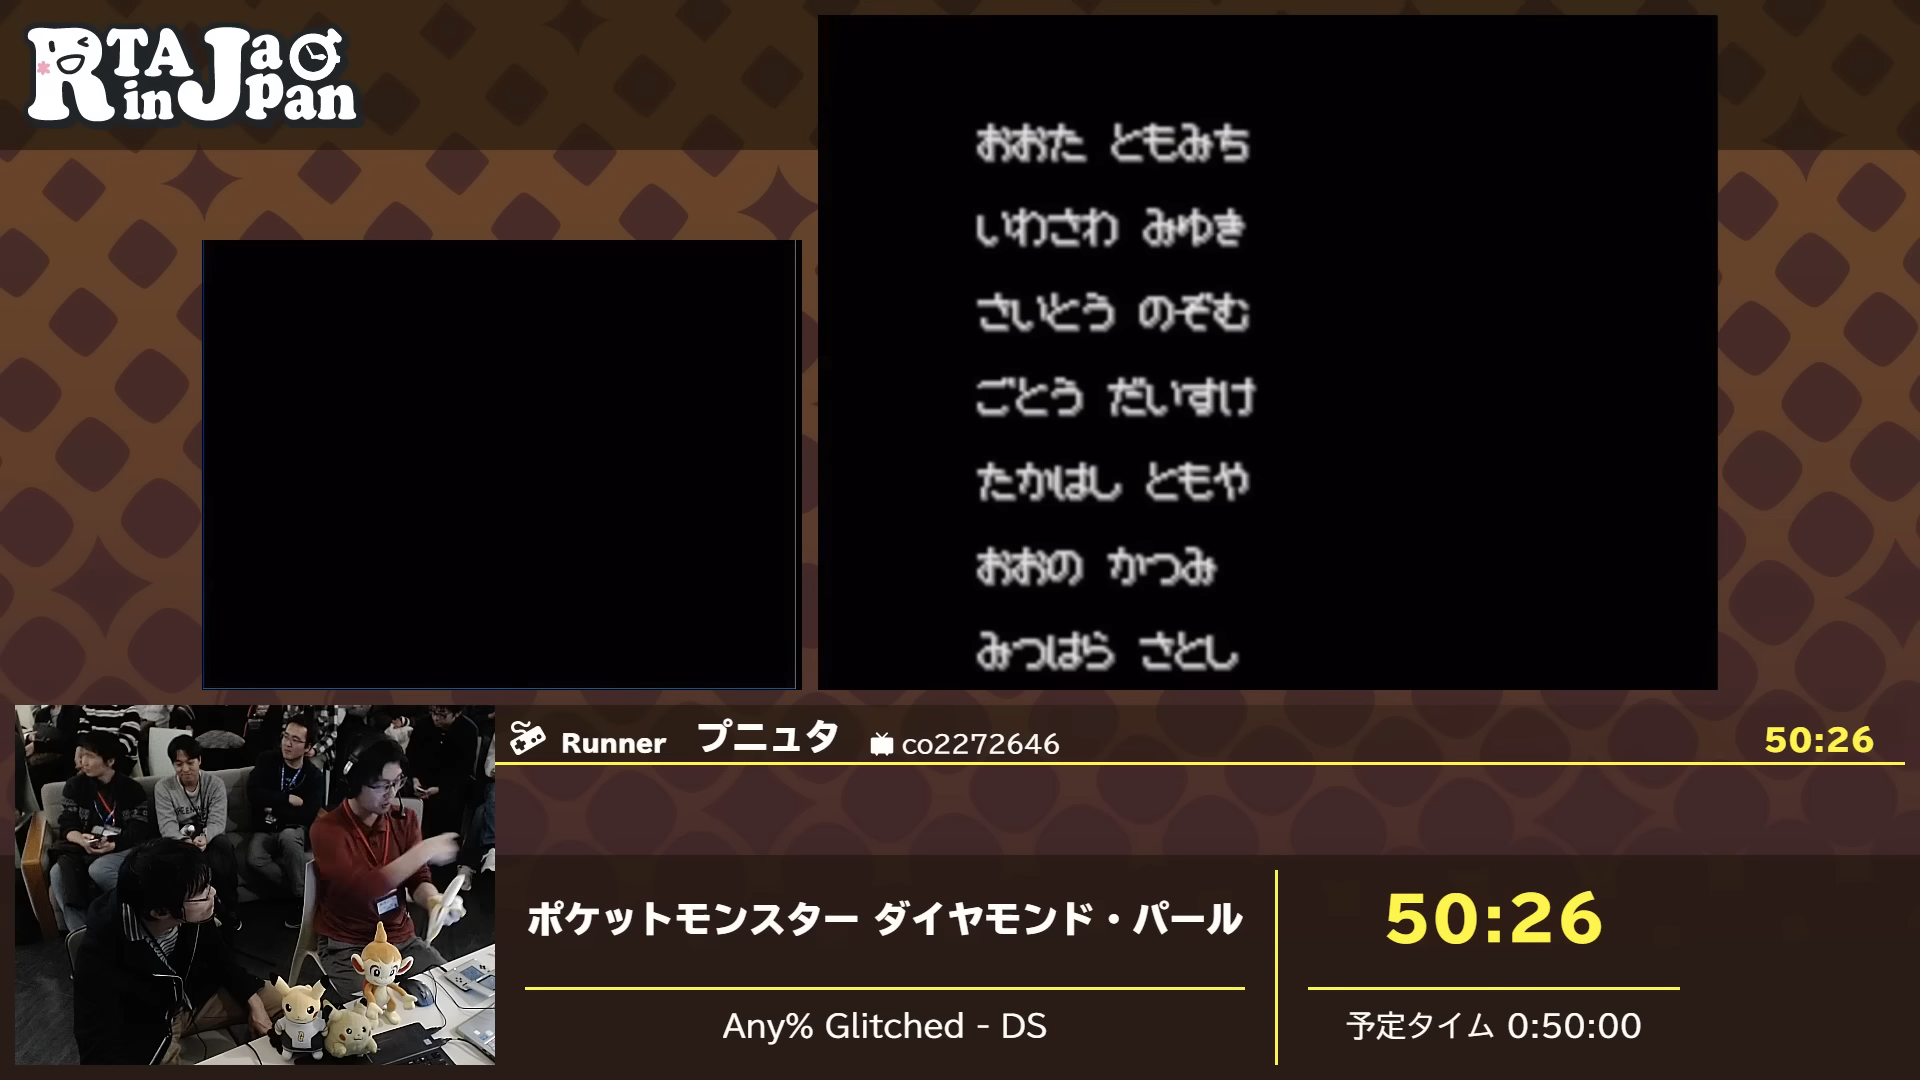 RTA in Japan
おおた ともみち
いわさわ みゆき
さいとう のぞむ
ごとう だいすけ
たかはし ともや
おおの かつみ
みつはら さとし
Runner プニュタ co2272646 50:26
ポケットモンスター ダイヤモンド・パール
Any% Glitched - DS
50:26
予定タイム 0:50:00